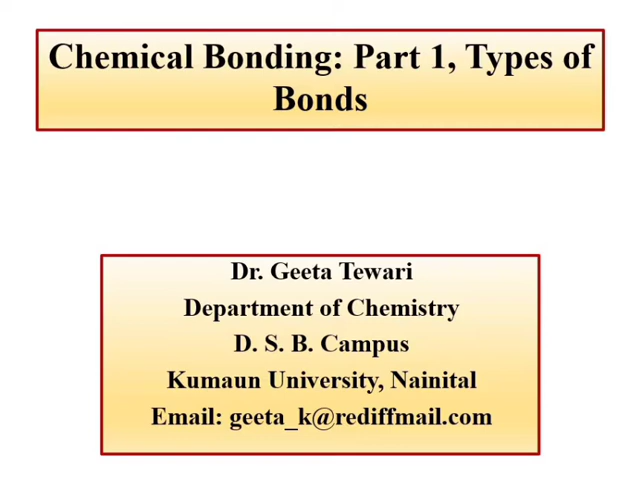 Chemical Bonding: Part 1, Types of
Bonds
Dr. Geeta Tewari
Department of Chemistry
D. S. B. Campus
Kumaun University, Nainital
Email: geeta_k@rediffmail.com